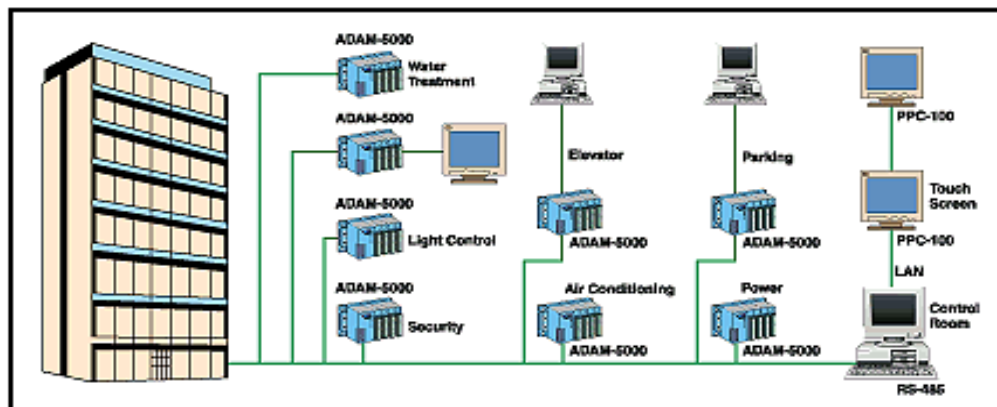 ADAM-5000
Water
Treatment
ADAM-5000
ADAM-5000
Light Control
ADAM-5000
Security
Elevator
ADAM-5000
Air Conditioning
ADAM-5000
Parking
ADAM-5000
Power
ADAM-5000
PPC-100
Touch
Screen
PPC-100
LAN
Control
Room
RS-485